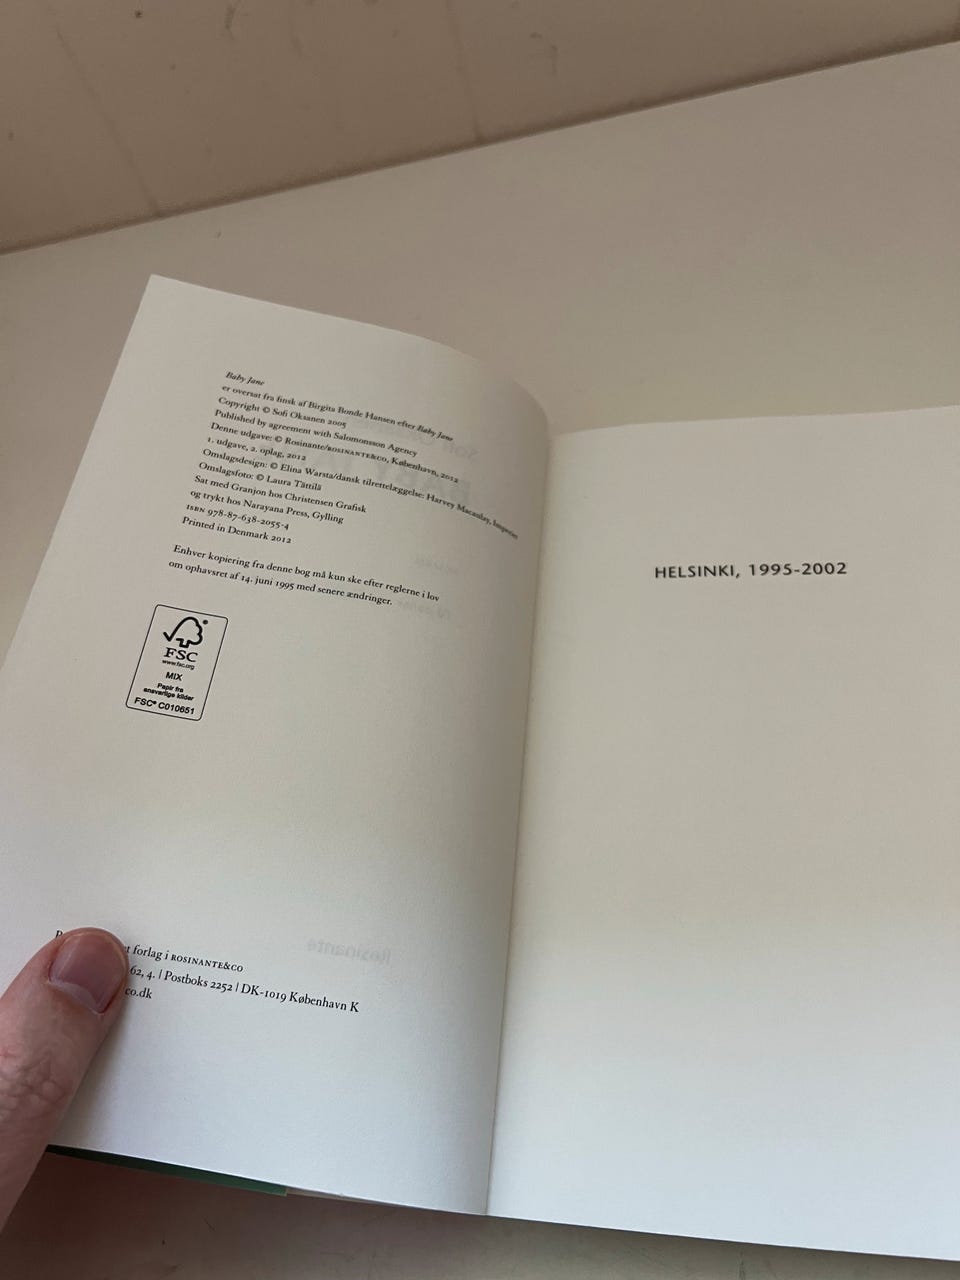 Baby Jane
er oversat fra finsk af Birgita Bonde Hansen efter Baby Jane
Copyright © Sofi Oksanen 2005
Published by agreement with Salomonsson Agency
Denne udgave: © Rosinante/ROSINANTE&CO, København, 2012
1. udgave, 2. oplag, 2012
Omslagsdesign: © Elina Warsta/dansk tilrettelæggelse: Harvey Macaulay, Imperiet
Omslagsfoto: © Laura Tättilä
Sat med Granjon hos Christensen Grafisk
og trykt hos Narayana Press, Gylling
ISBN 978-87-638-2055-4
Printed in Denmark 2012
Enhver kopiering fra denne bog må kun ske efter reglerne i lov
om ophavsret af 14. juni 1995 med senere ændringer.
FSC
www.fsc.org
MIX
Papir fra
ansvarlige kilder
FSC® C010651
forlag i ROSINANTE&CO
62, 4. | Postboks 2252 | DK-1019 København K
co.dk
Rosinante
HELSINKI, 1995-2002